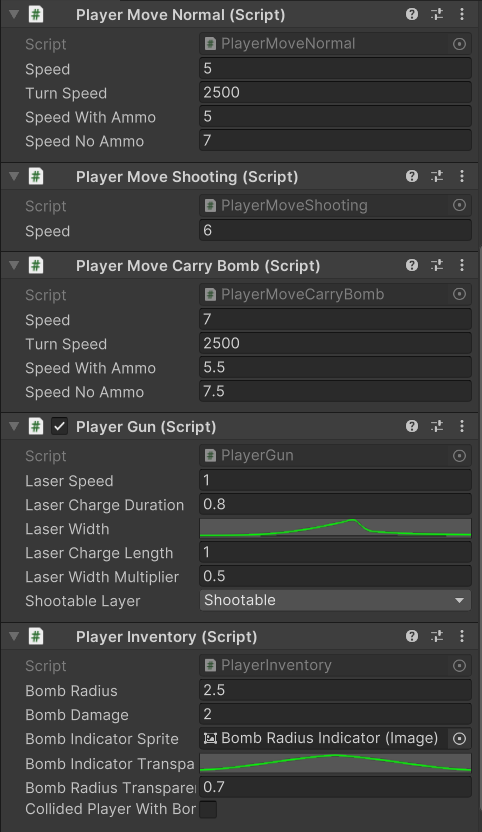 Player Move Normal (Script)
Script PlayerMoveNormal
Speed 5
Turn Speed 2500
Speed With Ammo 5
Speed No Ammo 7
Player Move Shooting (Script)
Script PlayerMoveShooting
Speed 6
Player Move Carry Bomb (Script)
Script PlayerMoveCarryBomb
Speed 7
Turn Speed 2500
Speed With Ammo 5.5
Speed No Ammo 7.5
Player Gun (Script)
Script PlayerGun
Laser Speed 1
Laser Charge Duration 0.8
Laser Width
Laser Charge Length 1
Laser Width Multiplier 0.5
Shootable Layer Shootable
Player Inventory (Script)
Script PlayerInventory
Bomb Radius 2.5
Bomb Damage 2
Bomb Indicator Sprite Bomb Radius Indicator (Image)
Bomb Indicator Transpa
Bomb Radius Transparer 0.7
Collided Player With Bor